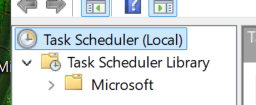 Task Scheduler (Local)
Task Scheduler Library
Microsoft